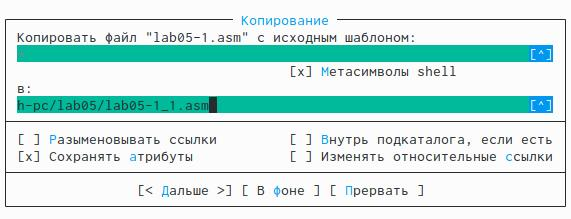 Копирование
Копировать файл "lab05-1.asm" с исходным шаблоном:
[^]
[x] Метасимволы shell
в:
h-pc/lab05/lab05-1_1.asm [^]
[ ] Разыменовывать ссылки [ ] Внутрь подкаталога, если есть
[x] Сохранять атрибуты [ ] Изменять относительные ссылки
[< Дальше >] [ В фоне ] [ Прервать ]